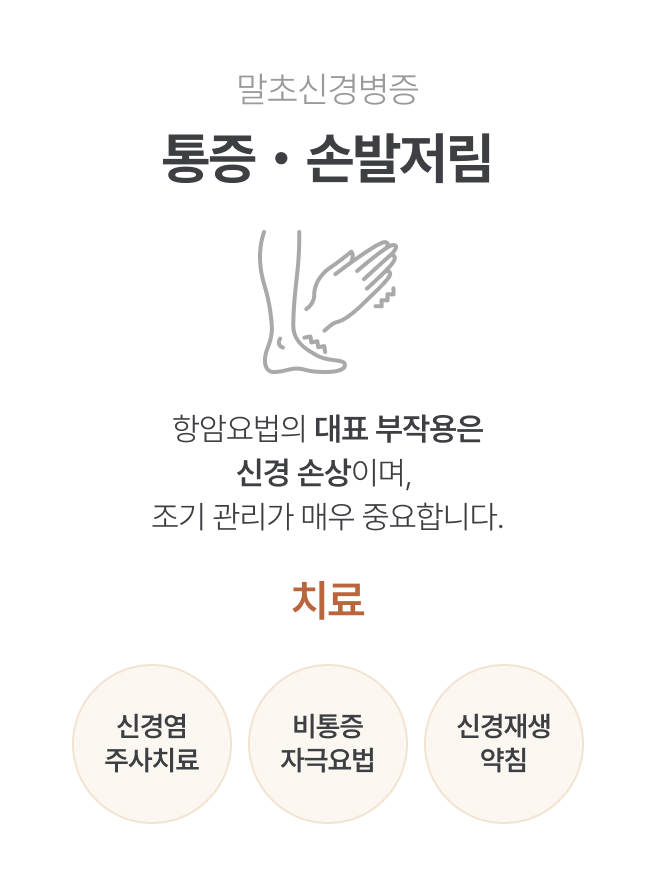 말초신경병증
통증 • 손발저림
항암요법의 대표 부작용은
신경 손상이며,
조기 관리가 매우 중요합니다.
치료
신경염
주사치료
비통증
자극요법
신경재생
약침